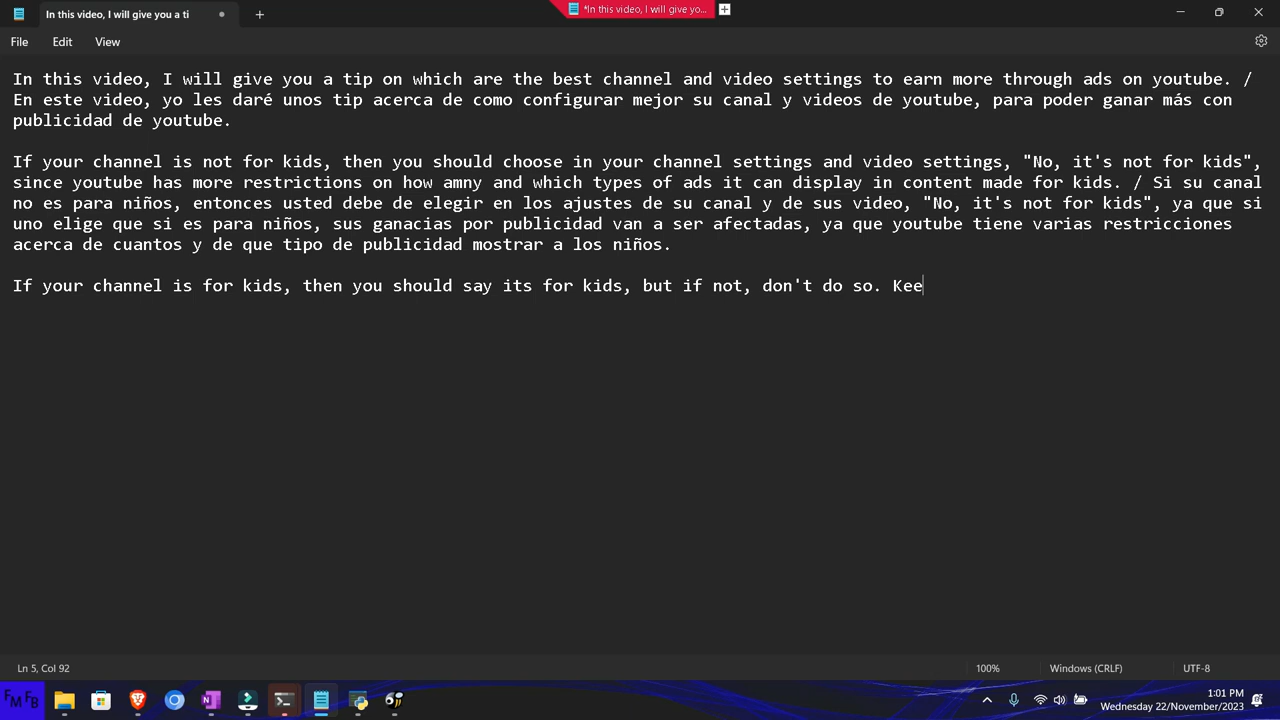 In this video, I will give you a ti
*In this video, I will give yo...
File Edit View
In this video, I will give you a tip on which are the best channel and video settings to earn more through ads on youtube. /
En este video, yo les daré unos tip acerca de como configurar mejor su canal y videos de youtube, para poder ganar más con
publicidad de youtube.
If your channel is not for kids, then you should choose in your channel settings and video settings, "No, it's not for kids",
since youtube has more restrictions on how amny and which types of ads it can display in content made for kids. / Si su canal
no es para niños, entonces usted debe de elegir en los ajustes de su canal y de sus video, "No, it's not for kids", ya que si
uno elige que si es para niños, sus ganacias por publicidad van a ser afectadas, ya que youtube tiene varias restricciones
acerca de cuantos y de que tipo de publicidad mostrar a los niños.
If your channel is for kids, then you should say its for kids, but if not, don't do so. Kee
Ln 5, Col 92
100%
Windows (CRLF)
UTF-8
FM FB
1:01 PM
Wednesday 22/November/2023